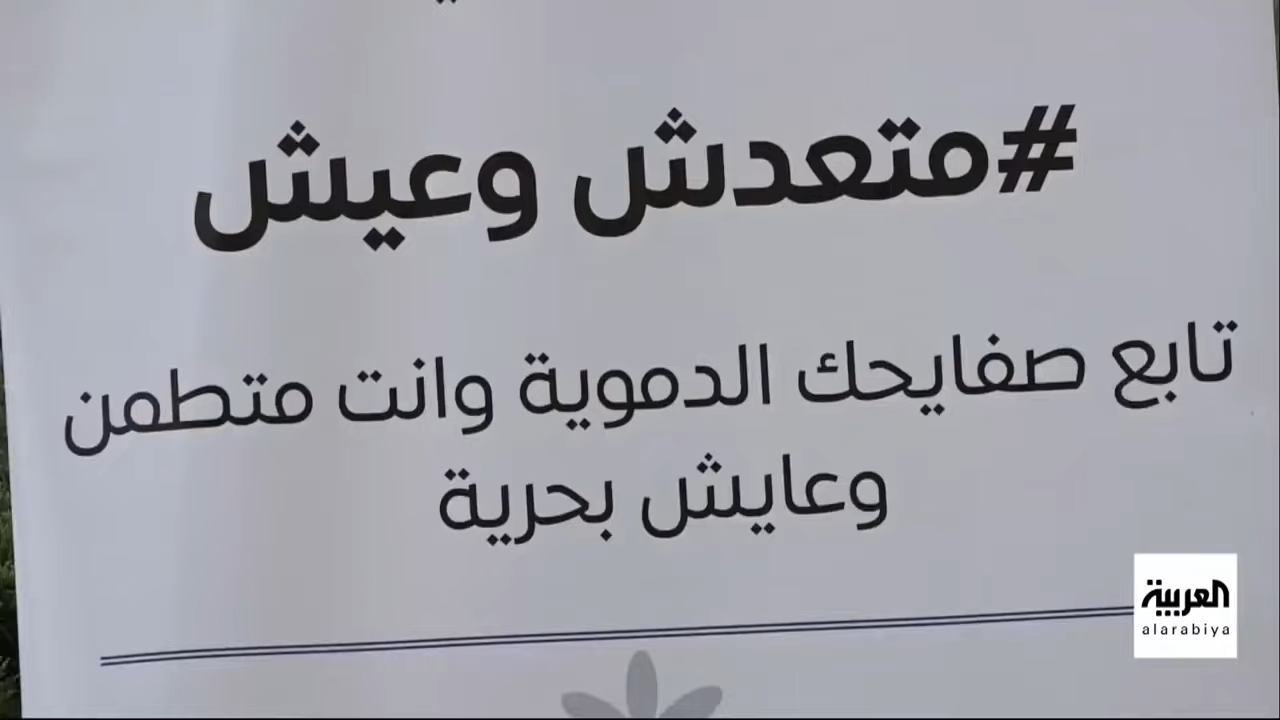 #متعدش وعيش
تابع صفايحك الدموية وانت متطمن
وعايش بحرية
العربية
alarabiya